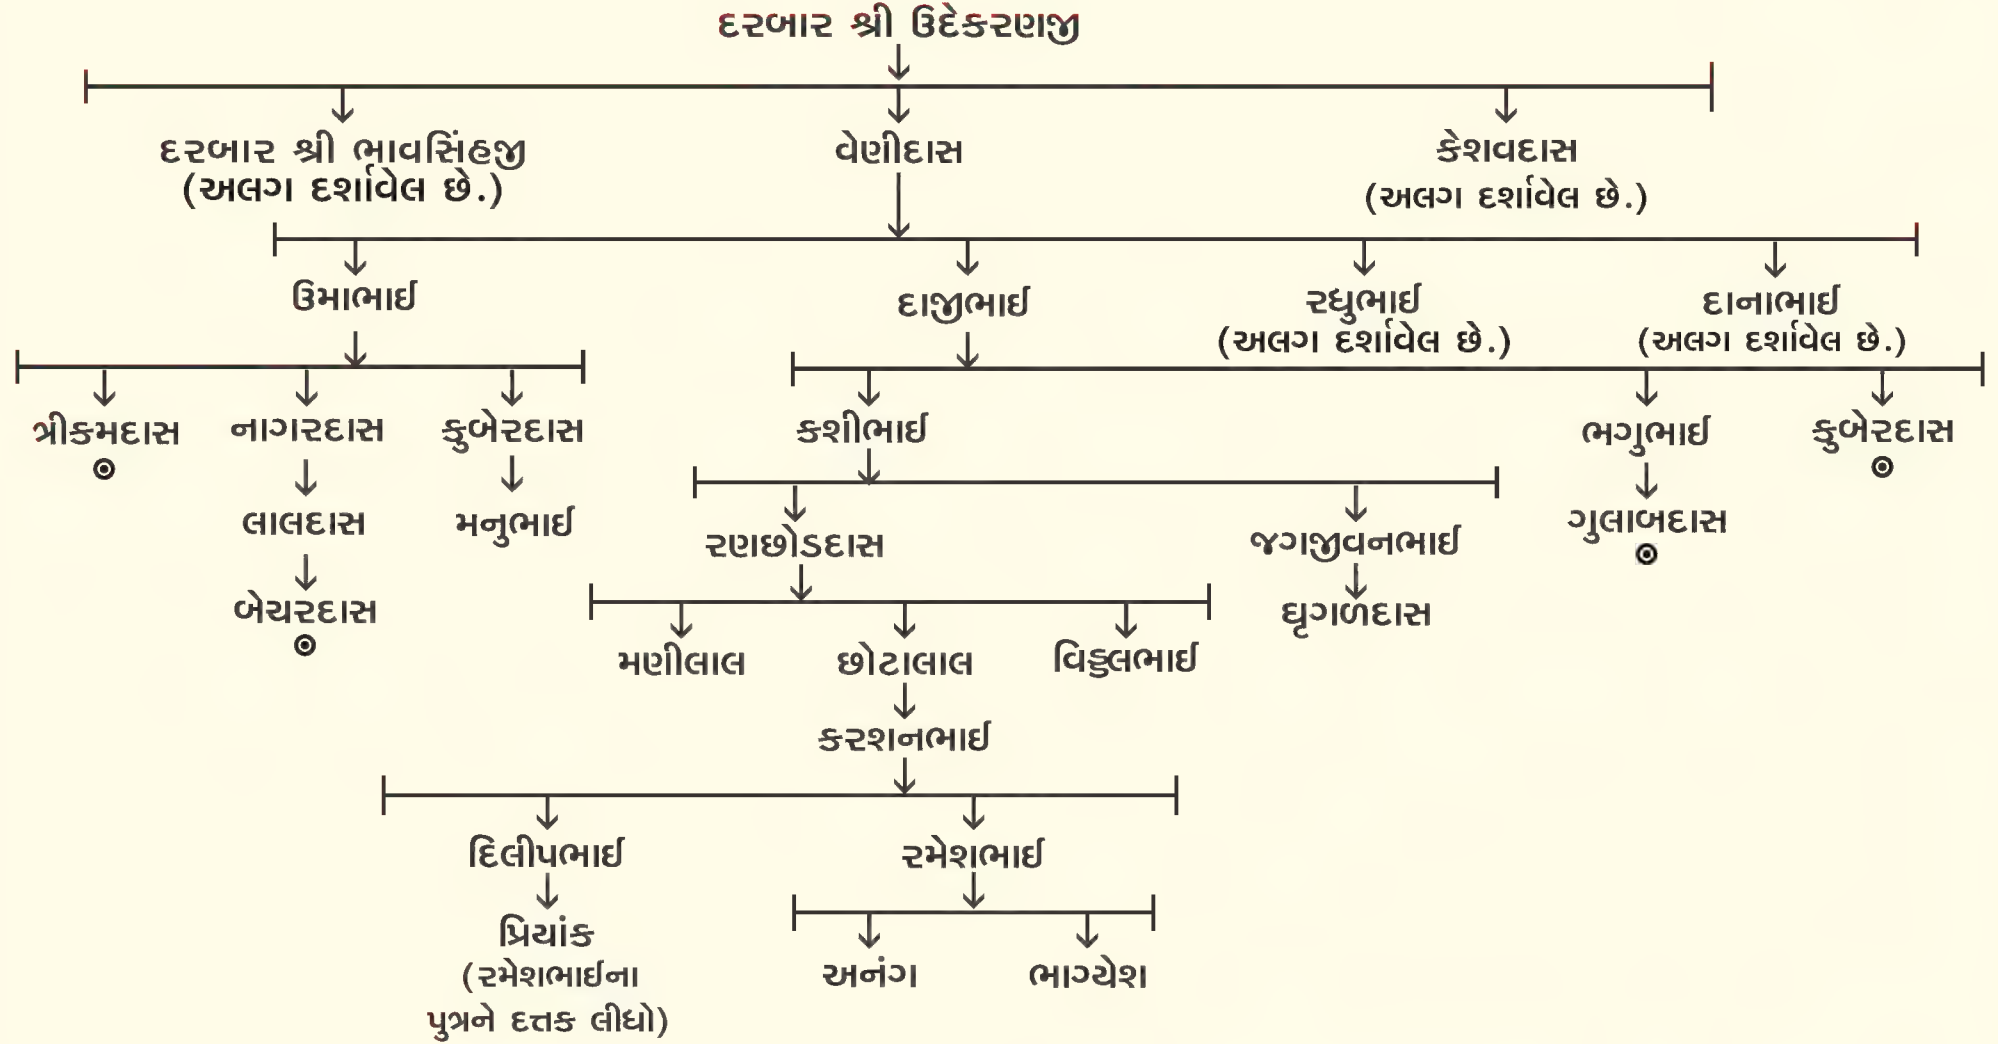 દરબાર શ્રી ઉદેકરણજી
દરબાર શ્રી ભાવસિંહજી વેણીદાસ કેશવદાસ
(અલગ દર્શાવેલ છે.) (અલગ દર્શાવેલ છે.)
ઉમાભાઈ દાજીભાઈ રઘુભાઈ દાનાભાઈ
(અલગ દર્શાવેલ છે.) (અલગ દર્શાવેલ છે.)
ત્રીકમદાસ નાગરદાસ કુબેરદાસ કશીભાઈ ભગુભાઈ કુબેરદાસ
લાલદાસ મનુભાઈ રણછોડદાસ જગજીવનભાઈ ગુલાબદાસ
બેચરદાસ ઘૃગળદાસ
મણીલાલ છોટાલાલ વિઠ્ઠલભાઈ
કરશનભાઈ
દિલીપભાઈ રમેશભાઈ
પ્રિયાંક
(રમેશભાઈના અનંગ ભાગ્યેશ
પુત્રને દત્તક લીધો)